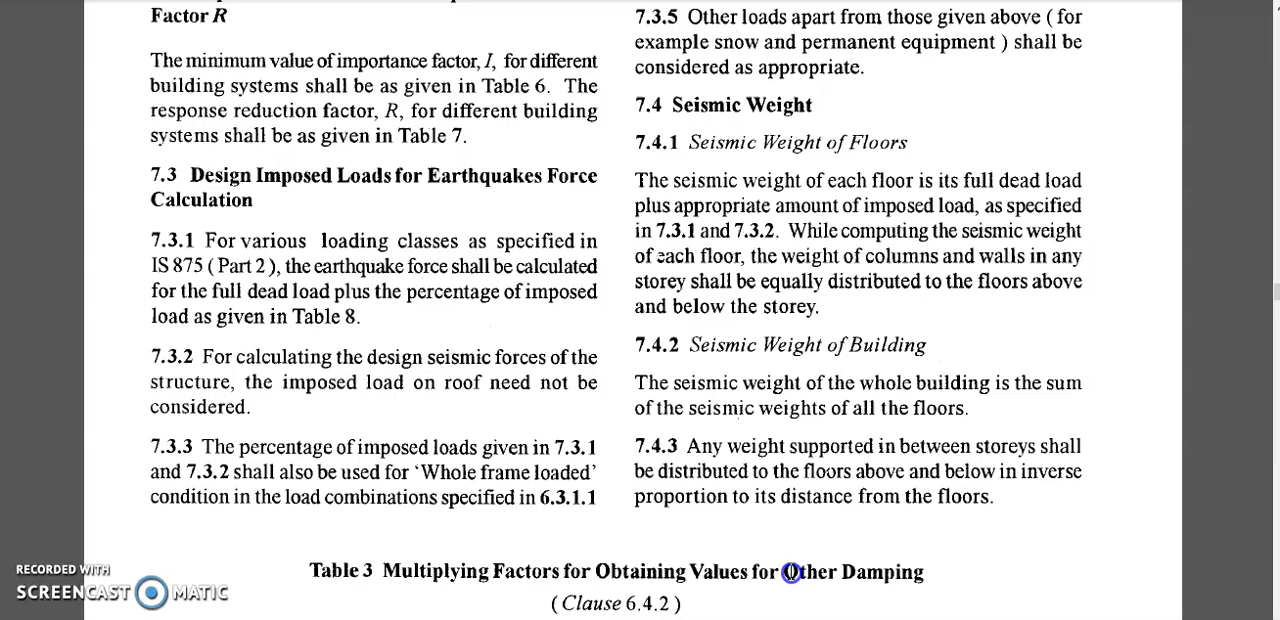 Factor R
The minimum value of importance factor, I, for different
building systems shall be as given in Table 6. The
response reduction factor, R, for different building
systems shall be as given in Table 7.
7.3 Design Imposed Loads for Earthquakes Force
Calculation
7.3.1 For various loading classes as specified in
IS 875 ( Part 2 ), the earthquake force shall be calculated
for the full dead load plus the percentage of imposed
load as given in Table 8.
7.3.2 For calculating the design seismic forces of the
structure, the imposed load on roof need not be
considered.
7.3.3 The percentage of imposed loads given in 7.3.1
and 7.3.2 shall also be used for ‘Whole frame loaded’
condition in the load combinations specified in 6.3.1.1
7.3.5 Other loads apart from those given above ( for
example snow and permanent equipment ) shall be
considered as appropriate.
7.4 Seismic Weight
7.4.1 Seismic Weight of Floors
The seismic weight of each floor is its full dead load
plus appropriate amount of imposed load, as specified
in 7.3.1 and 7.3.2. While computing the seismic weight
of each floor, the weight of columns and walls in any
storey shall be equally distributed to the floors above
and below the storey.
7.4.2 Seismic Weight of Building
The seismic weight of the whole building is the sum
of the seismic weights of all the floors.
7.4.3 Any weight supported in between storeys shall
be distributed to the floors above and below in inverse
proportion to its distance from the floors.
Table 3 Multiplying Factors for Obtaining Values for Other Damping
( Clause 6.4.2 )
RECORDED WITH
SCREENCAST MATIC